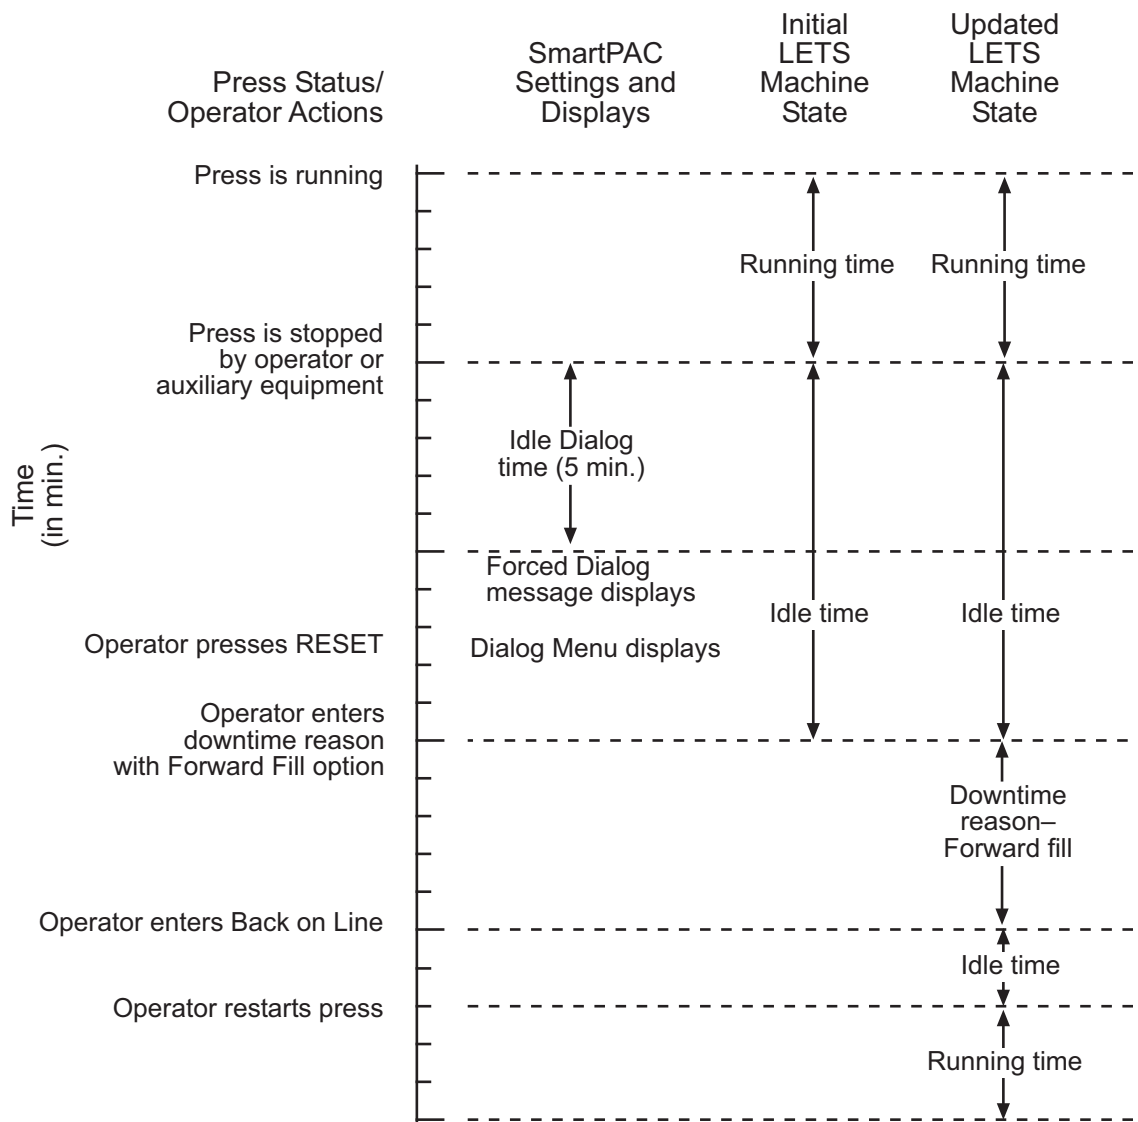 Initial
LETS
Machine
State
Updated
LETS
Machine
State
SmartPAC
Settings and
Displays
Press Status/
Operator Actions
Press is running
Running time
Running time
Press is stopped
by operator or
auxiliary equipment
Idle Dialog
time (5 min.)
Time
(in min.)
Forced Dialog
message displays
Idle time
Idle time
Operator presses RESET
Dialog Menu displays
Operator enters
downtime reason
with Forward Fill option
Downtime
reason–
Forward fill
Operator enters Back on Line
Idle time
Operator restarts press
Running time